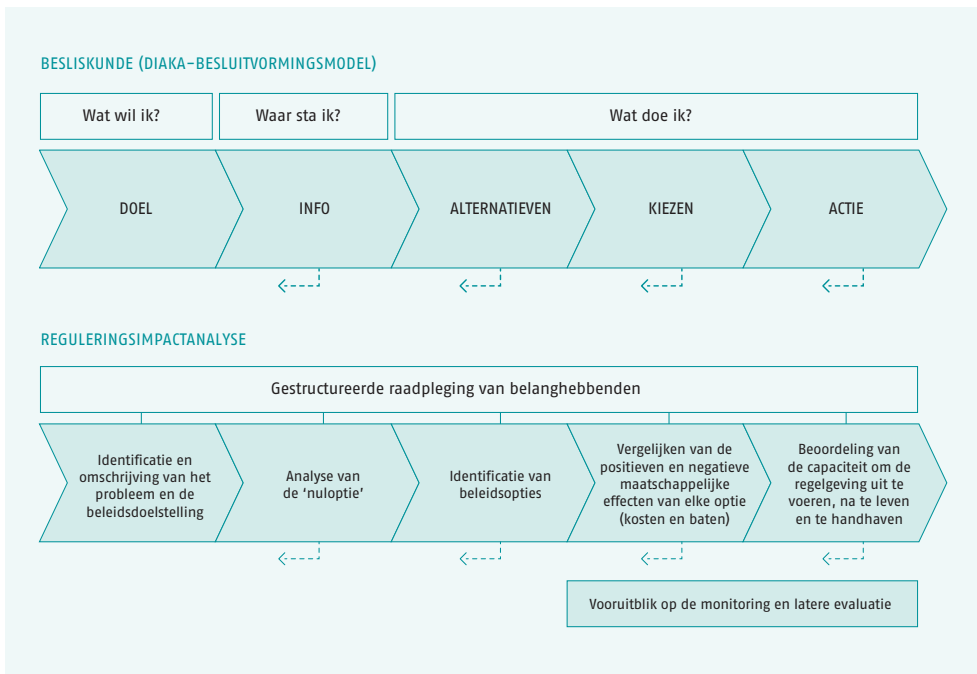 BESLISKUNDE (DIAKA-BESLUITVORMINGSMODEL)
Wat wil ik?
Waar sta ik?
Wat doe ik?
DOEL
INFO
ALTERNATIEVEN
KIEZEN
ACTIE
REGULERINGSIMPACTANALYSE
Gestructureerde raadpleging van belanghebbenden
Identificatie en
omschrijving van het
probleem en de
beleidsdoelstelling
Analyse van
de ‘nuloptie’
Identificatie van
beleidsopties
Vergelijken van de
positieven en negatieve
maatschappelijke
effecten van elke optie
(kosten en baten)
Beoordeling van
de capaciteit om de
regelgeving uit te
voeren, na te leven
en te handhaven
Vooruitblik op de monitoring en latere evaluatie